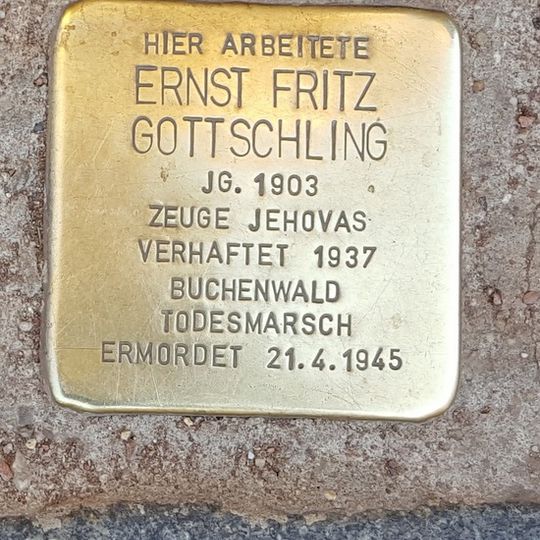 HIER ARBEITETE
ERNST FRITZ
GOTTSCHLING
JG. 1903
ZEUGE JEHOVAS
VERHAFTET 1937
BUCHENWALD
TODESMARSCH
ERMORDET 21.4.1945